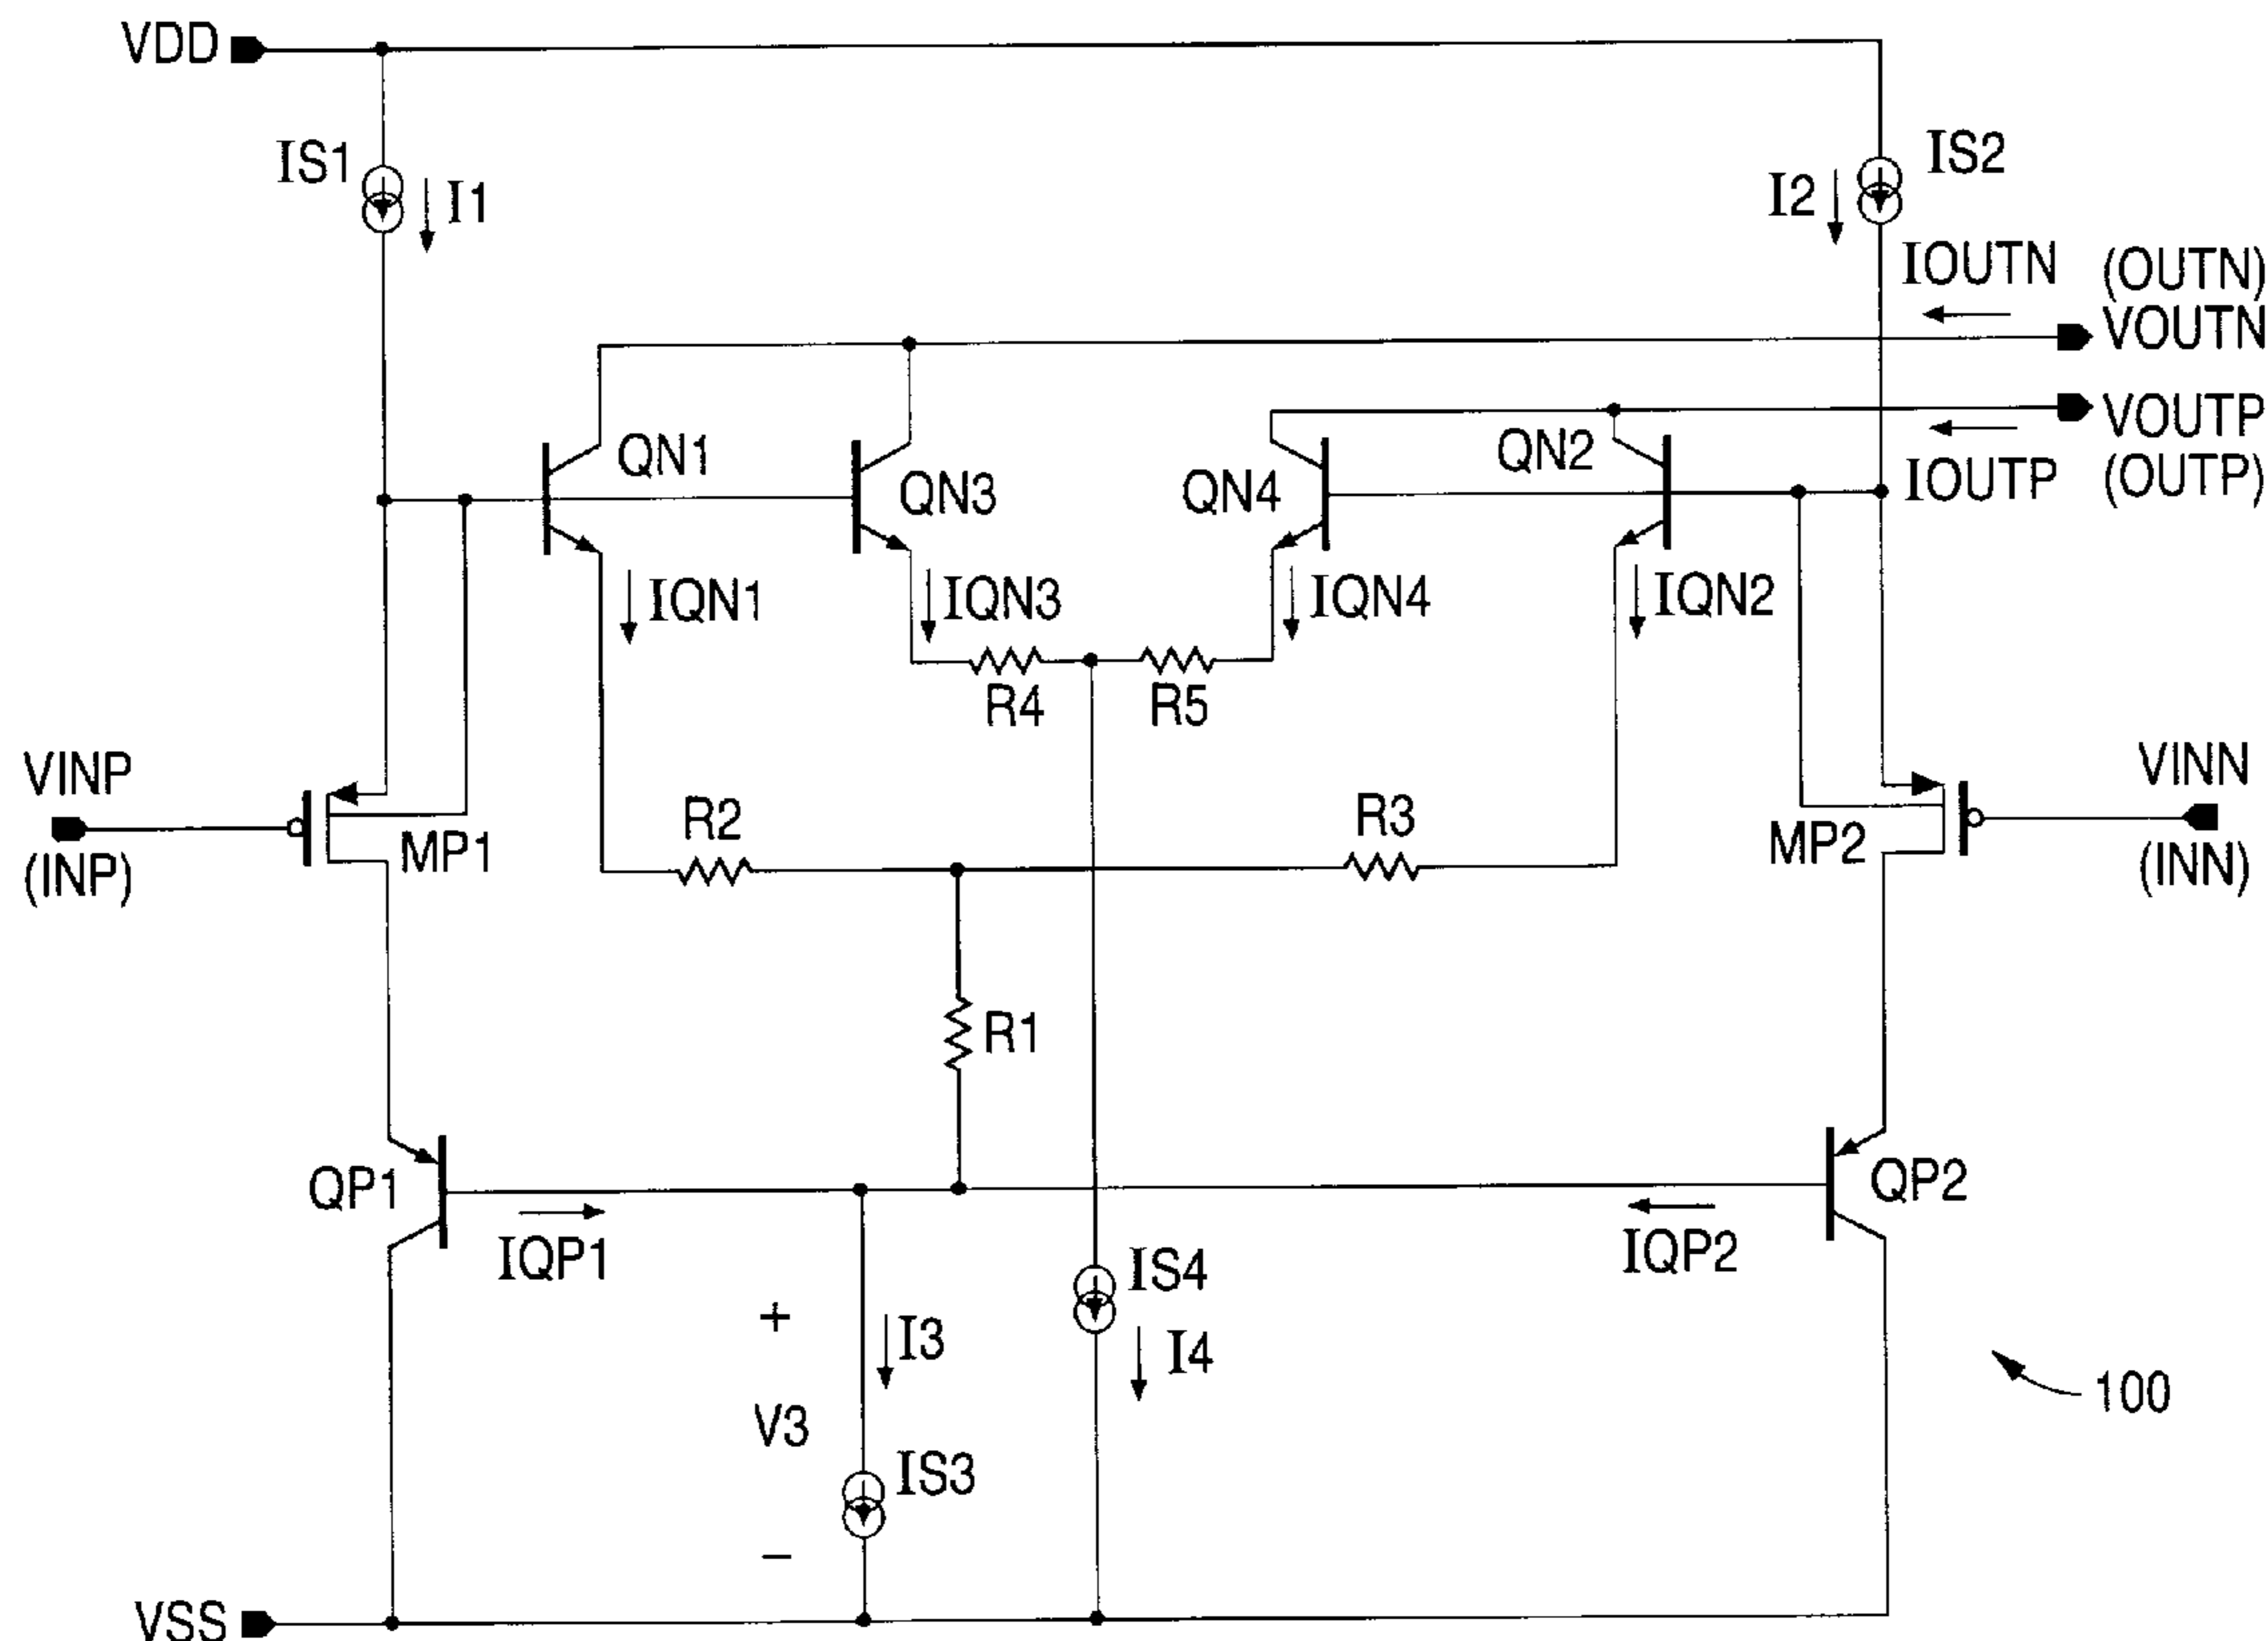 VDD
IS1
I1
IS2
I2
IOUTN
(OUTN)
VOUTN
VOUTP
IOUTP
(OUTP)
QN1
QN3
QN4
QN2
IQN1
IQN3
IQN4
IQN2
R4
R5
VINP
(INP)
MP1
R2
R3
MP2
VINN
(INN)
R1
QP1
IQP1
IQP2
QP2
IS4
I4
+
V3
−
I3
IS3
100
VSS